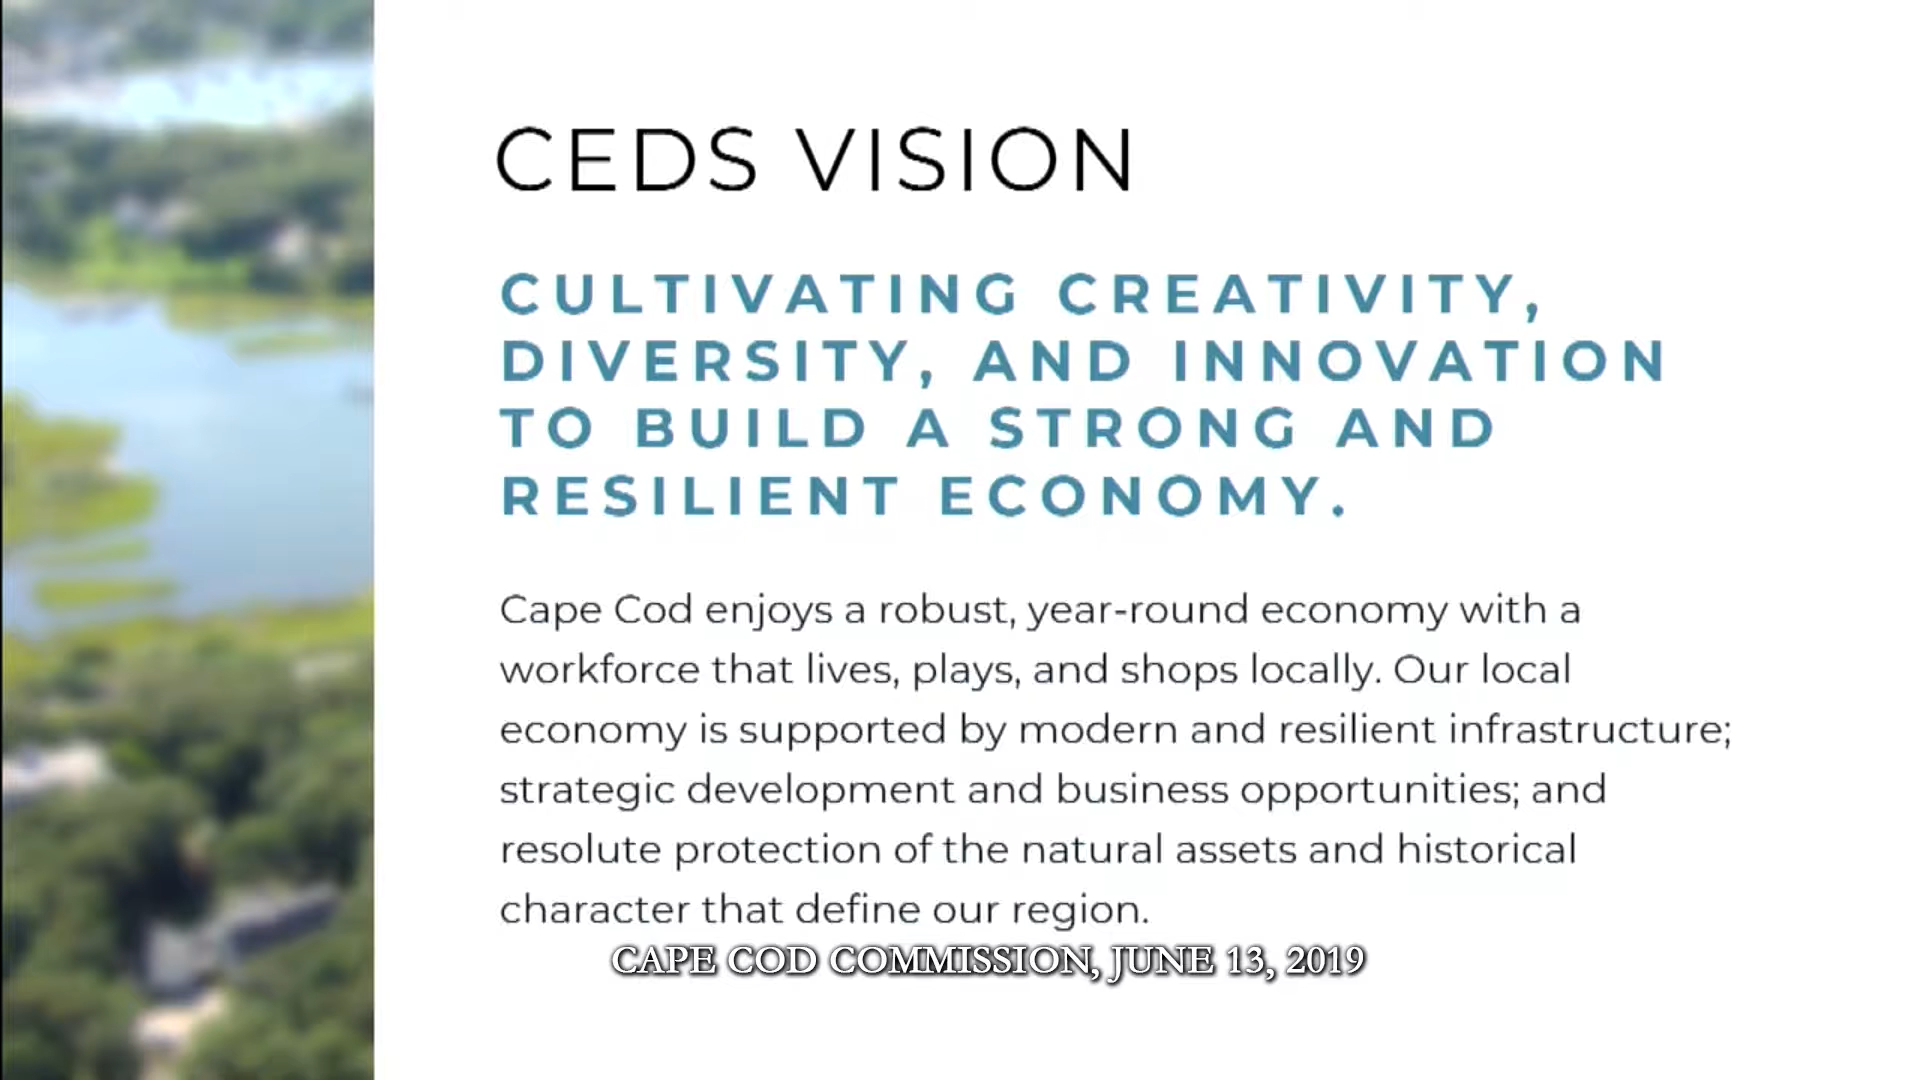 CEDS VISION
CULTIVATING CREATIVITY,
DIVERSITY, AND INNOVATION
TO BUILD A STRONG AND
RESILIENT ECONOMY.
Cape Cod enjoys a robust, year-round economy with a
workforce that lives, plays, and shops locally. Our local
economy is supported by modern and resilient infrastructure;
strategic development and business opportunities; and
resolute protection of the natural assets and historical
character that define our region.
CAPE COD COMMISSION, JUNE 13, 2019